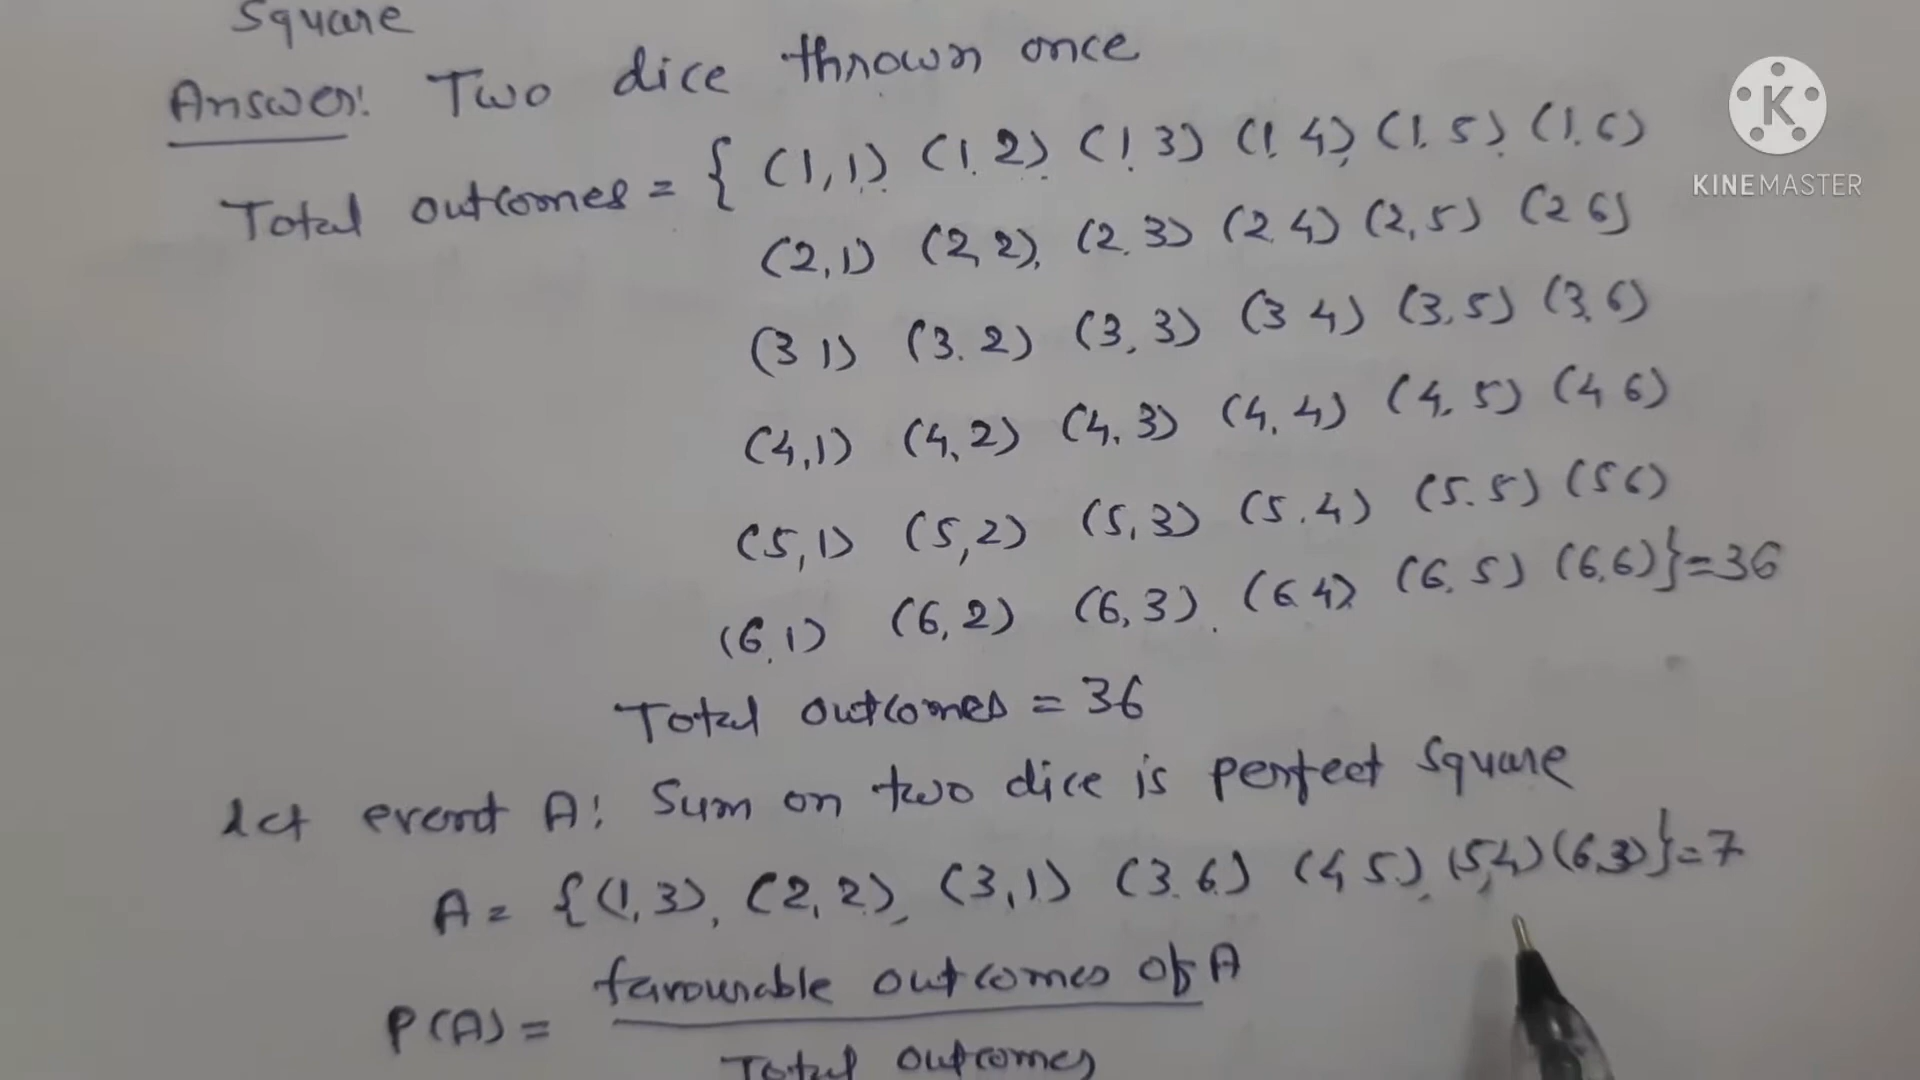 Square
Answer: Two dice thrown once
Total outcomes = { (1,1) (1.2) (1.3) (1.4) (1.5) (1.6)
(2,1) (2,2), (2.3) (2.4) (2,5) (2 6)
(3 1) (3.2) (3,3) (3 4) (3,5) (3,6)
(4,1) (4,2) (4.3) (4,4) (4,5) (4 6)
(5,1) (5,2) (5,3) (5.4) (5.5) (5 6)
(6,1) (6,2) (6,3). (6.4) (6.5) (6,6)}=36
Total outcomes = 36
let event A: Sum on two dice is perfect square
A = {(1,3), (2,2), (3,1) (3.6) (4 5), (5,4) (6,3)}=7
P(A) = favourable outcomes of A
Total outcomes
K
KINEMASTER